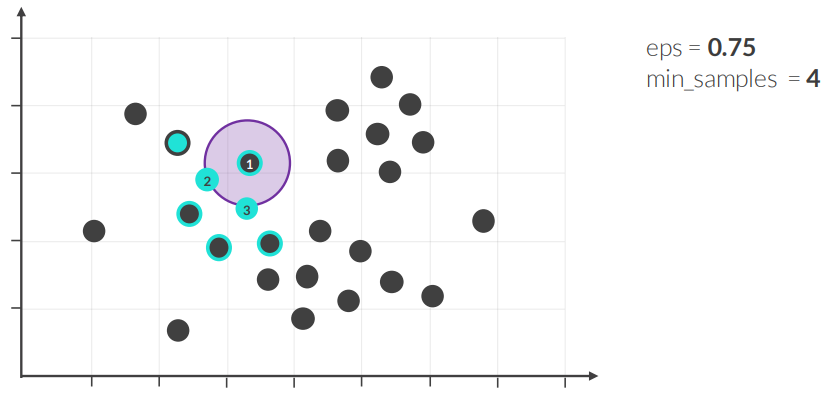 eps = 0.75
min_samples = 4
1
2
3